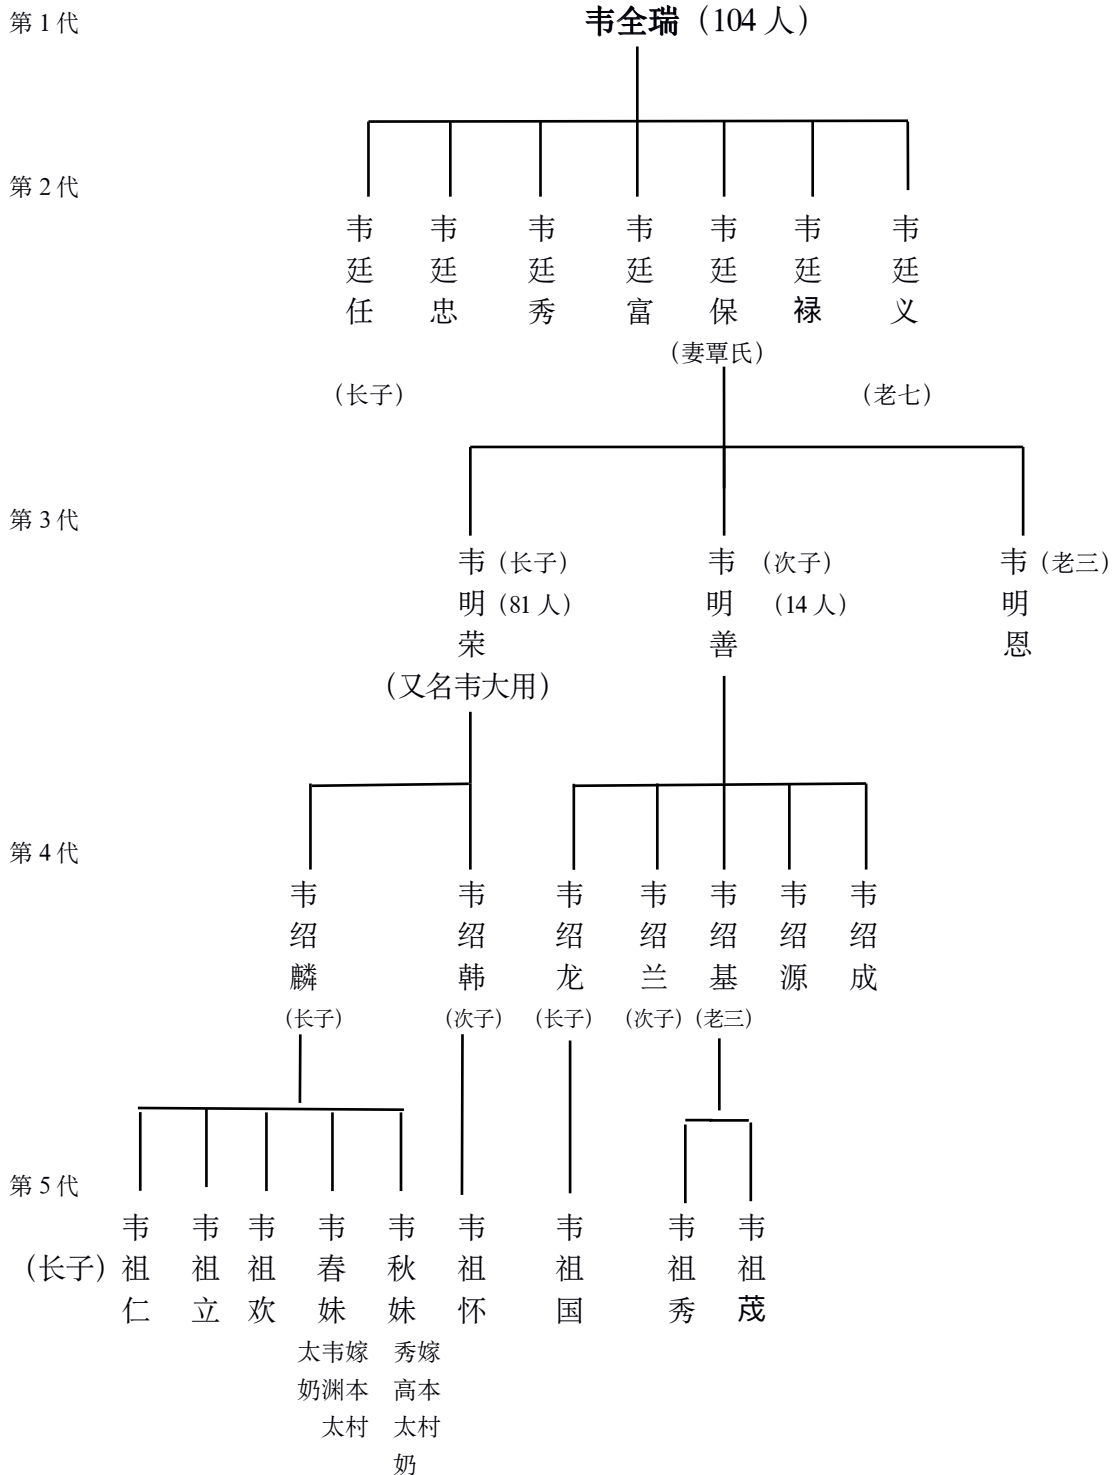 第 1 代
韦全瑞（104 人）
第 2 代
韦廷任
（长子）
韦廷忠
韦廷秀
韦廷富
韦廷保
（妻覃氏）
韦廷禄
韦廷义
（老七）
第 3 代
韦明荣
（长子）
（81 人）
（又名韦大用）
韦明善
（次子）
（14 人）
韦明恩
（老三）
第 4 代
韦绍麟
（长子）
韦绍韩
（次子）
韦绍龙
（长子）
韦绍兰
（次子）
韦绍基
（老三）
韦绍源
韦绍成
第 5 代
（长子）
韦祖仁
韦祖立
韦祖欢
韦春妹
嫁本村
韦渊太
太奶
韦秋妹
嫁本村
秀高太奶
韦祖怀
韦祖国
韦祖秀
韦祖茂